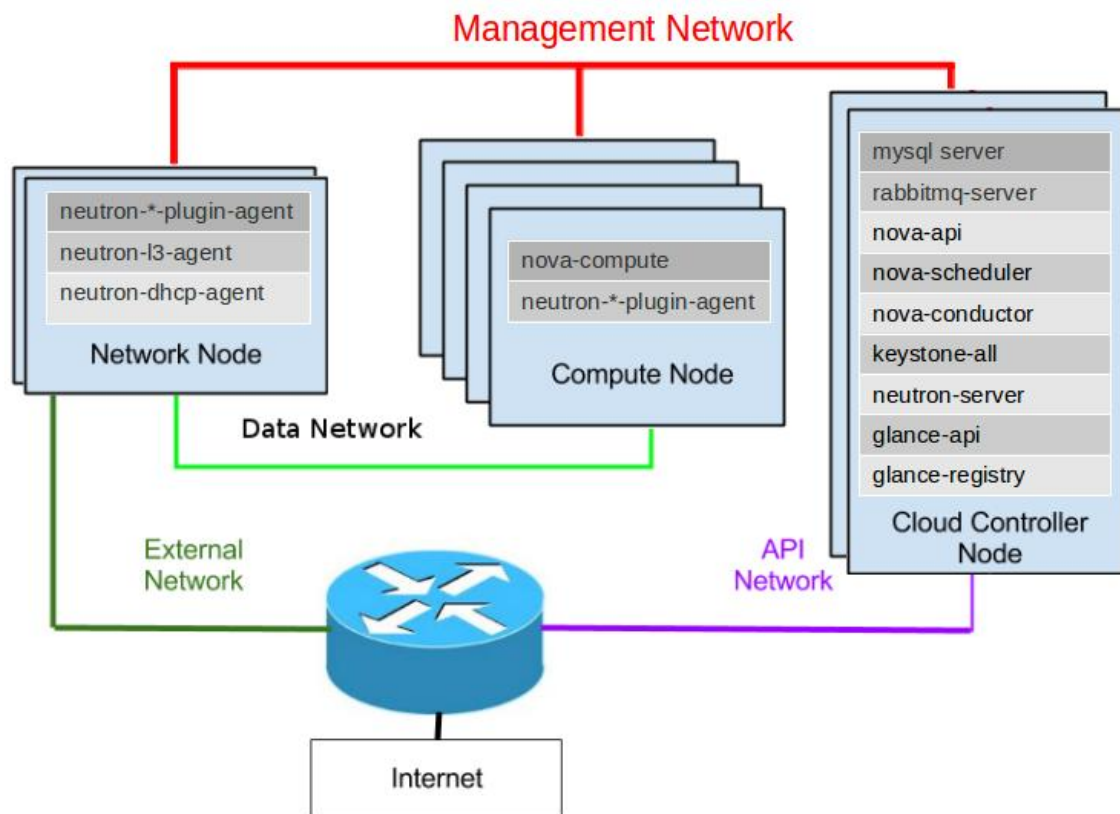 Management Network
neutron-*-plugin-agent
neutron-l3-agent
neutron-dhcp-agent
Network Node
nova-compute
neutron-*-plugin-agent
Compute Node
mysql server
rabbitmq-server
nova-api
nova-scheduler
nova-conductor
keystone-all
neutron-server
glance-api
glance-registry
Cloud Controller
Node
Data Network
External
Network
API
Network
Internet